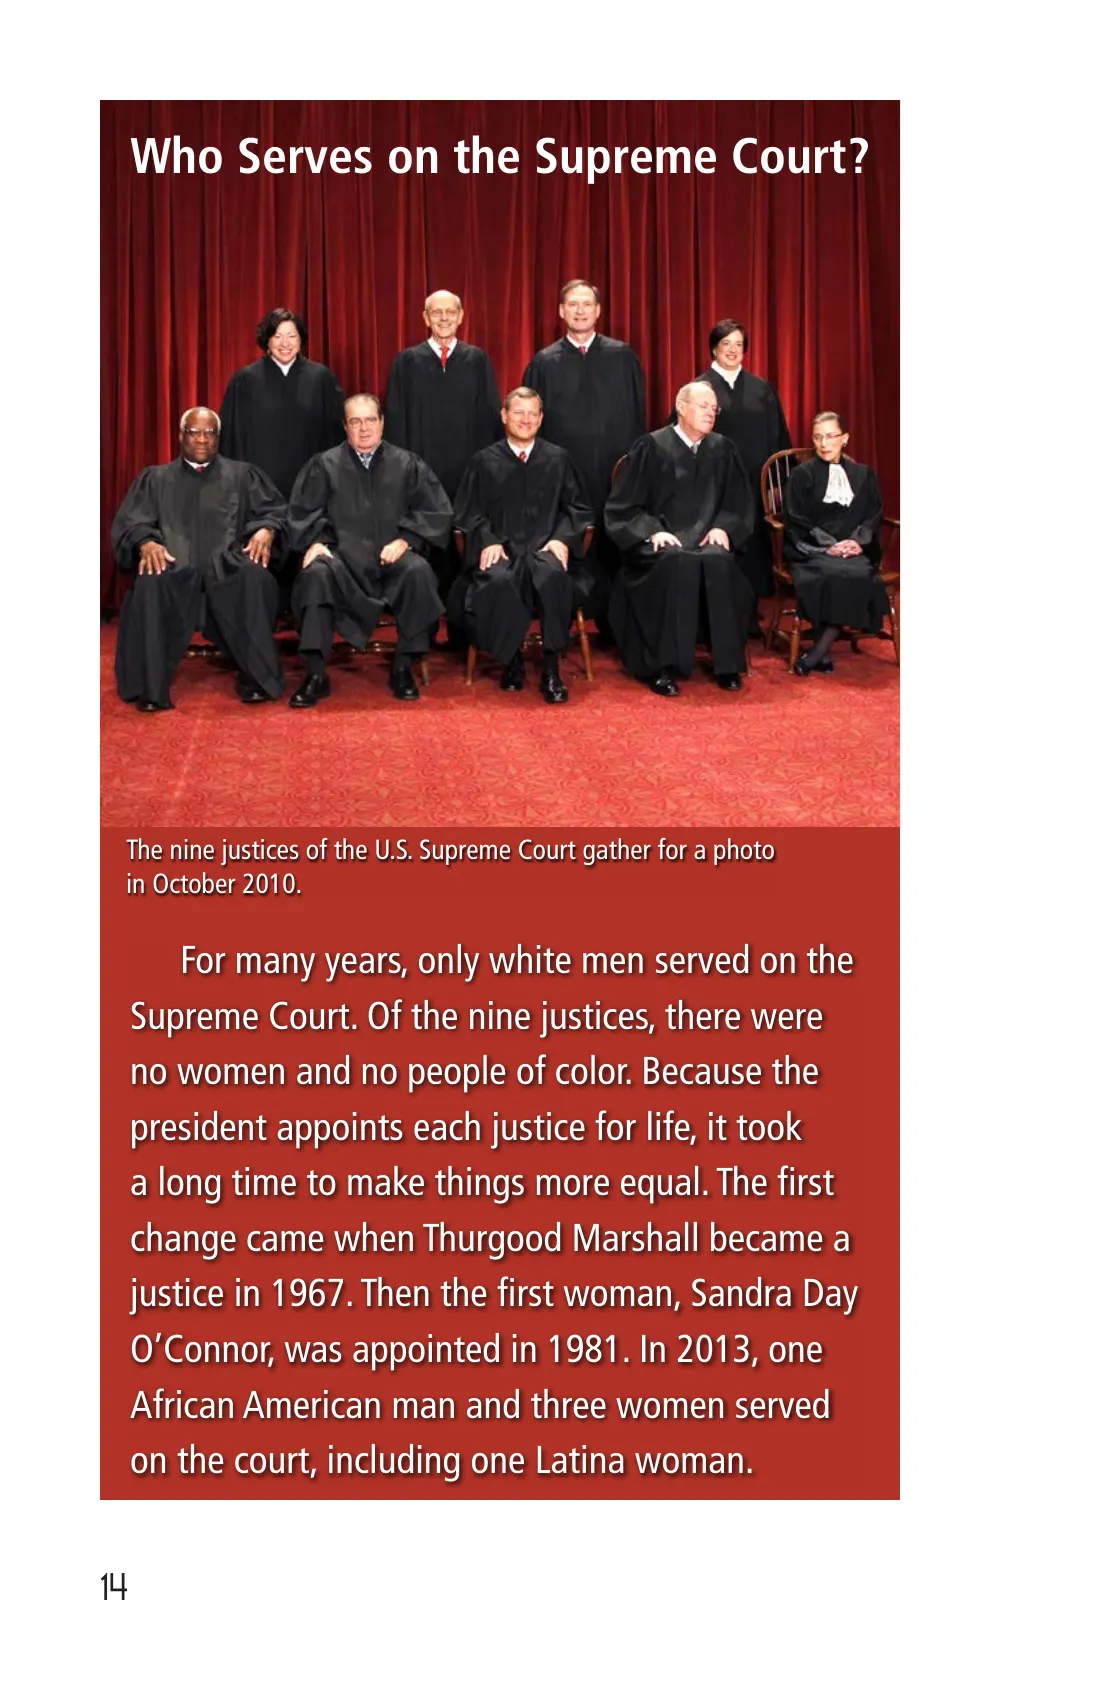 Who Serves on the Supreme Court?
The nine justices of the U.S. Supreme Court gather for a photo
in October 2010.
For many years, only white men served on the
Supreme Court. Of the nine justices, there were
no women and no people of color. Because the
president appoints each justice for life, it took
a long time to make things more equal. The first
change came when Thurgood Marshall became a
justice in 1967. Then the first woman, Sandra Day
O’Connor, was appointed in 1981. In 2013, one
African American man and three women served
on the court, including one Latina woman.
14